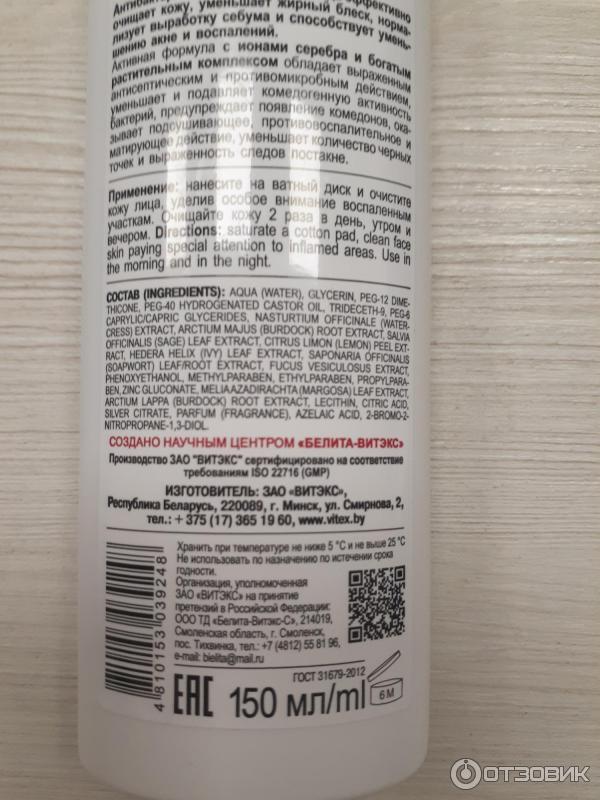 Антибакт
эффективно
очищает кожу, уменьшает жирный блеск, норма-
лизует выработку себума и способствует умень-
шению акне и воспалений.
Активная формула с ионами серебра и богатым
растительным комплексом обладает выраженным
антисептическим и противомикробным действием,
уменьшает и подавляет комедогенную активность
бактерий, предупреждает появление комедонов, ока-
зывает подсушивающее, противовоспалительное и
матирующее действие, уменьшает количество черных
точек и выраженность следов постакне.
Применение: нанесите на ватный диск и очистите
кожу лица, уделив особое внимание воспаленным
участкам. Очищайте кожу 2 раза в день, утром и
вечером. Directions: saturate a cotton pad, clean face
skin paying special attention to inflamed areas. Use in
the morning and in the night.
СОСТАВ (INGREDIENTS): AQUA (WATER), GLYCERIN, PEG-12 DIME-
THICONE, PEG-40 HYDROGENATED CASTOR OIL, TRIDECETH-9, PEG-6
CAPRYLIC/CAPRIC GLYCERIDES, NASTURTIUM OFFICINALE (WATER-
CRESS) EXTRACT, ARCTIUM MAJUS (BURDOCK) ROOT EXTRACT, SALVIA
OFFICINALIS (SAGE) LEAF EXTRACT, CITRUS LIMON (LEMON) PEEL EXT-
RACT, HEDERA HELIX (IVY) LEAF EXTRACT, SAPONARIA OFFICINALIS
(SOAPWORT) LEAF/ROOT EXTRACT, FUCUS VESICULOSUS EXTRACT,
PHENOXYETHANOL, METHYLPARABEN, ETHYLPARABEN, PROPYLPARA-
BEN, ZINC GLUCONATE, MELIA AZADIRACHTA (MARGOSA) LEAF EXTRACT,
ARCTIUM LAPPA (BURDOCK) ROOT EXTRACT, LECITHIN, CITRIC ACID,
SILVER CITRATE, PARFUM (FRAGRANCE), AZELAIC ACID, 2-BROMO-2-
NITROPROPANE-1,3-DIOL.
СОЗДАНО НАУЧНЫМ ЦЕНТРОМ «БЕЛИТА-ВИТЭКС»
Производство ЗАО "ВИТЭКС" сертифицировано на соответствие
требованиям ISO 22716 (GMP)
ИЗГОТОВИТЕЛЬ: ЗАО «ВИТЭКС»,
Республика Беларусь, 220089, г. Минск, ул. Смирнова, 2,
тел.: + 375 (17) 365 19 60, www.vitex.by
Хранить при температуре не ниже 5 °С и не выше 25 °С
Не использовать по назначению по истечении срока
годности.
Организация, уполномоченная
ЗАО «ВИТЭКС» на принятие
претензий в Российской Федерации:
ООО ТД «Белита-Витэкс-С», 214019,
Смоленская область, г. Смоленск,
пос. Тихвинка, тел.: +7 (4812) 55 81 96,
e-mail: bielita@mail.ru
4 810153 039248
ГОСТ 31679-2012
EAC 150 мл/ml
6 M
ОТЗОВИК